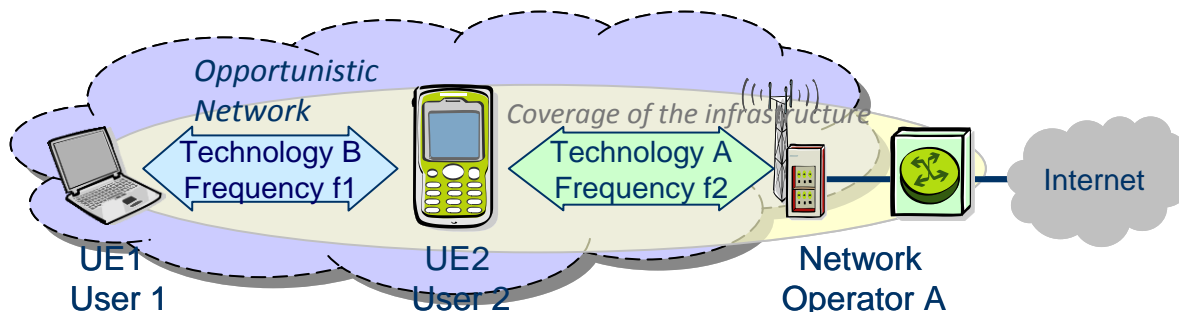 Opportunistic
Network
Coverage of the infrastructure
Technology B
Frequency f1
Technology A
Frequency f2
Internet
UE1
User 1
UE2
User 2
Network
Operator A